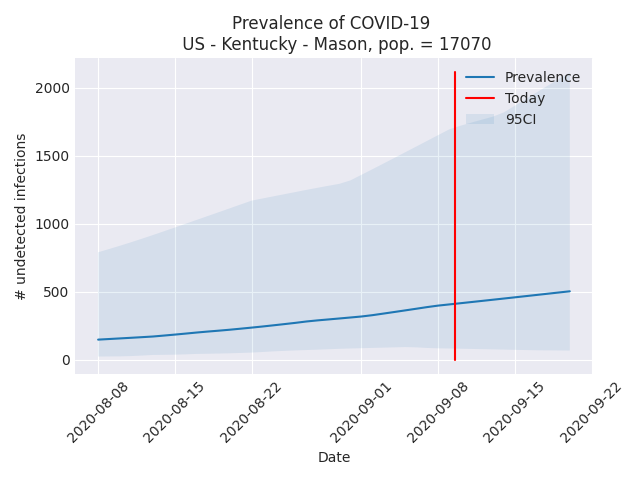 Prevalence of COVID-19
US - Kentucky - Mason, pop. = 17070
Prevalence
Today
95CI
2000
1500
1000
500
0
# undetected infections
2020-08-08
2020-08-15
2020-08-22
2020-09-01
2020-09-08
2020-09-15
2020-09-22
Date